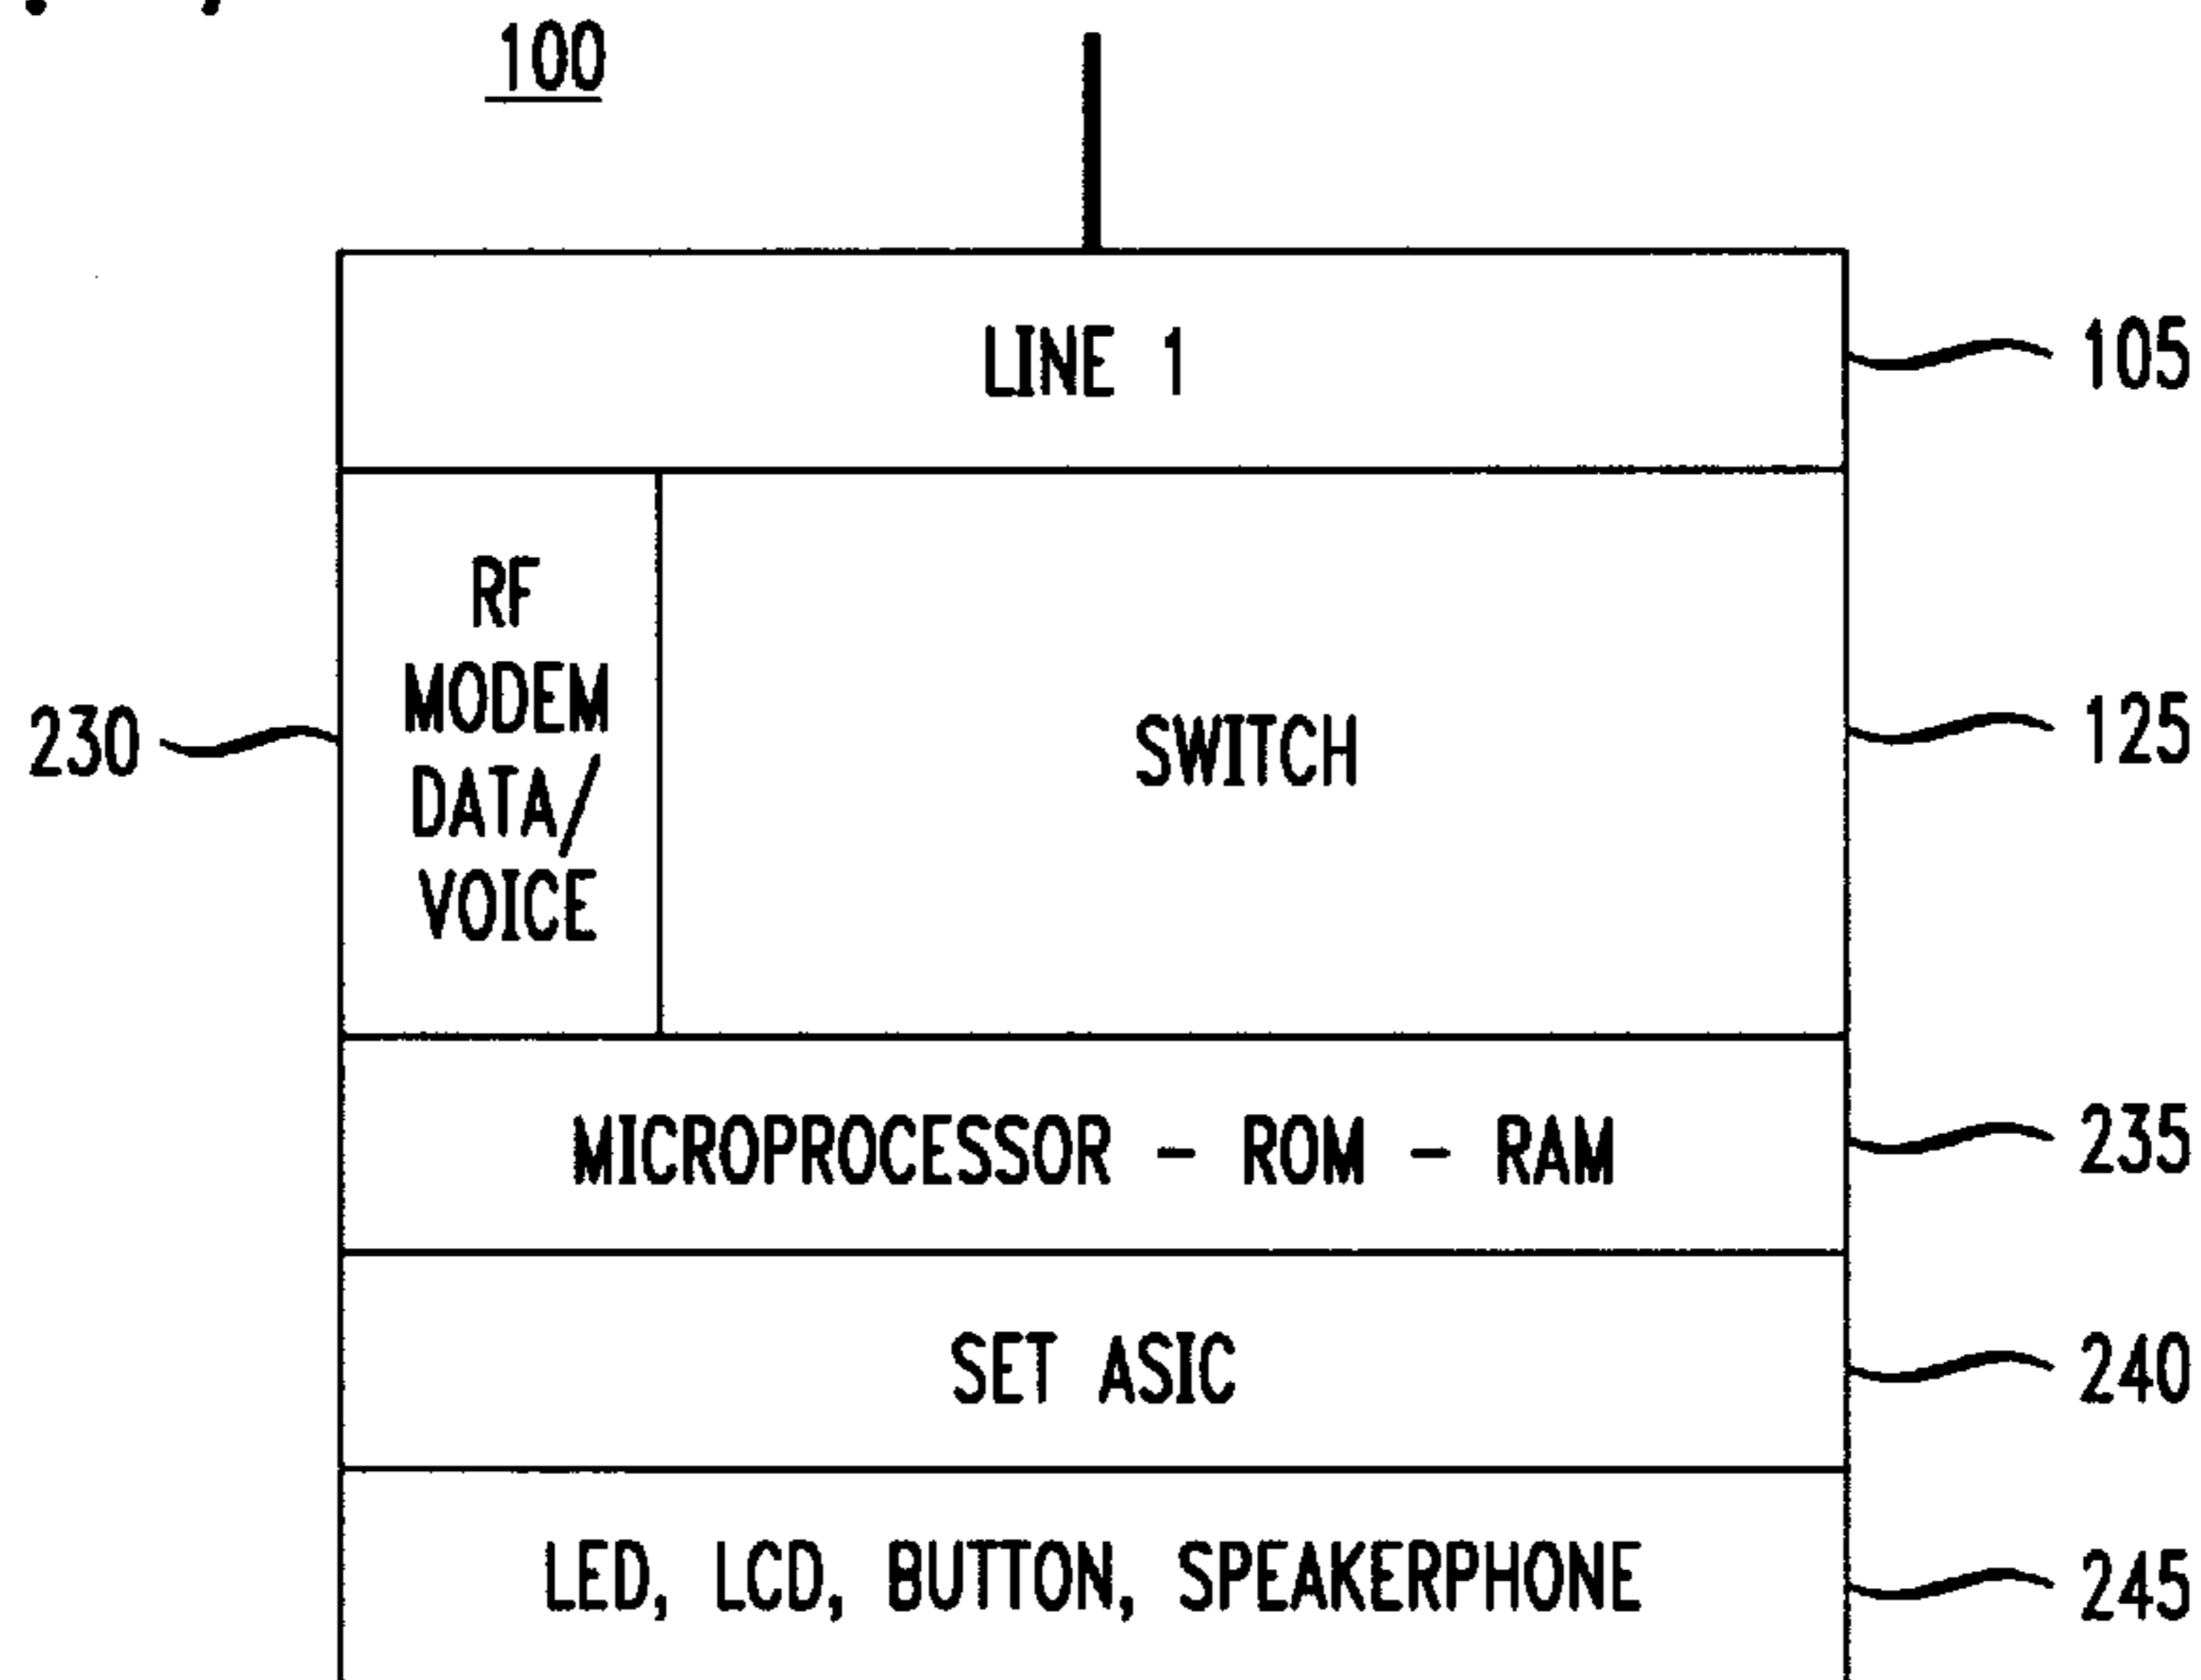 100
LINE 1
105
RF
MODEM
DATA/
VOICE
230
SWITCH
125
MICROPROCESSOR - ROM - RAM
235
SET ASIC
240
LED, LCD, BUTTON, SPEAKERPHONE
245